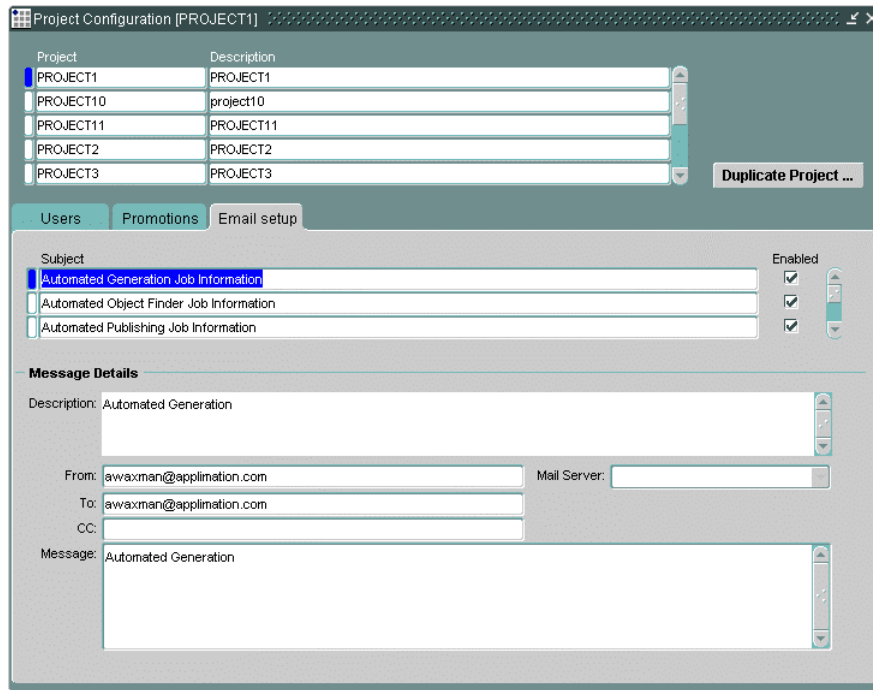 Project Configuration [PROJECT1]
Project Description
PROJECT1 PROJECT1
PROJECT10 project10
PROJECT11 PROJECT11
PROJECT2 PROJECT2
PROJECT3 PROJECT3
Duplicate Project ...
Users Promotions Email setup
Subject Enabled
Automated Generation Job Information
Automated Object Finder Job Information
Automated Publishing Job Information
Message Details
Description: Automated Generation
From: awaxman@applimation.com Mail Server:
To: awaxman@applimation.com
CC:
Message: Automated Generation